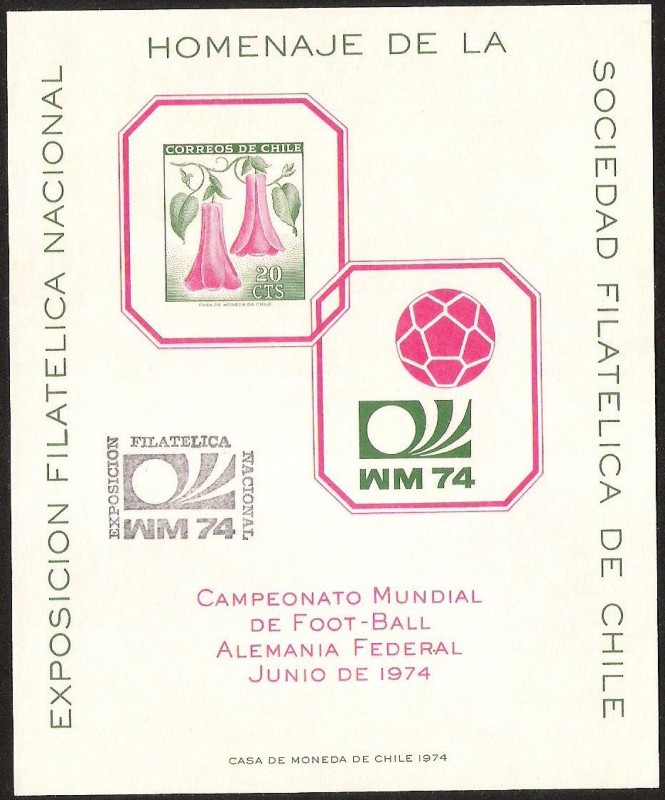 HOMENAJE DE LA
SOCIEDAD FILATELICA DE CHILE
EXPOSICION FILATELICA NACIONAL
CORREOS DE CHILE
20
CTS
CASA DE MONEDA DE CHILE
WM 74
EXPOSICION
FILATELICA
NACIONAL
WM 74
CAMPEONATO MUNDIAL
DE FOOT-BALL
ALEMANIA FEDERAL
JUNIO DE 1974
CASA DE MONEDA DE CHILE 1974